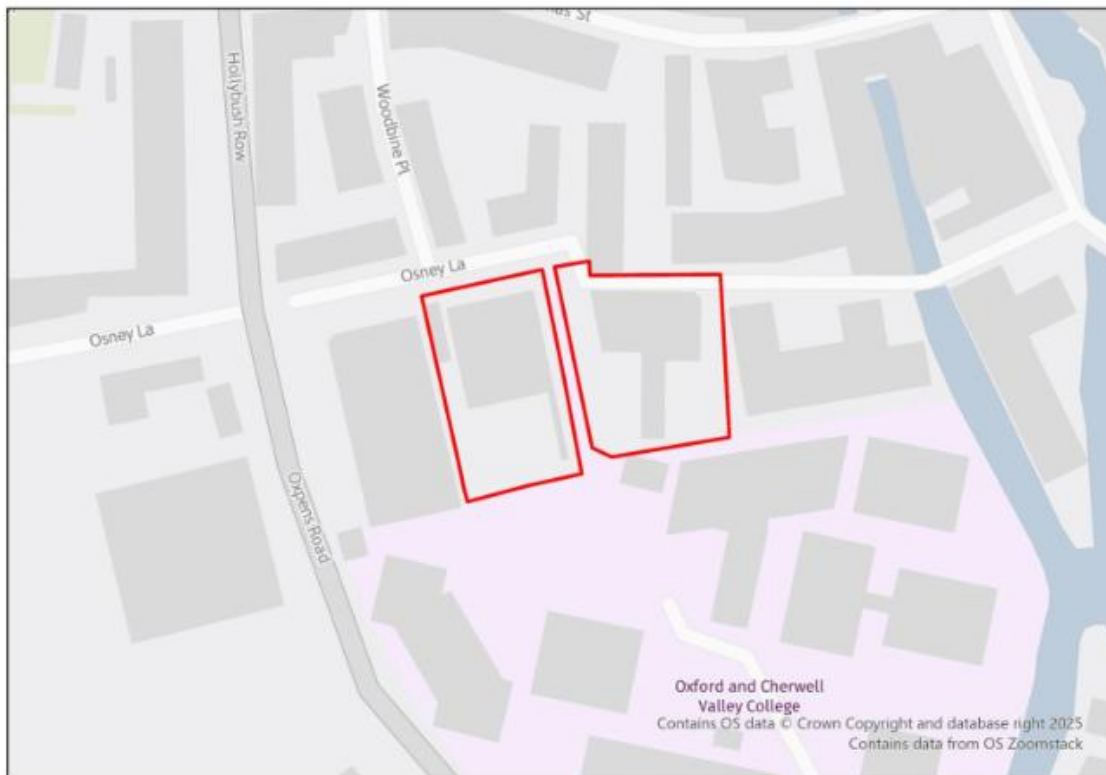 Hollybush Row
Woodbine Pl
Osney La
Osney La
Oxpens Road
Oxford and Cherwell
Valley College
Contains OS data © Crown Copyright and database right 2025
Contains data from OS Zoomstack